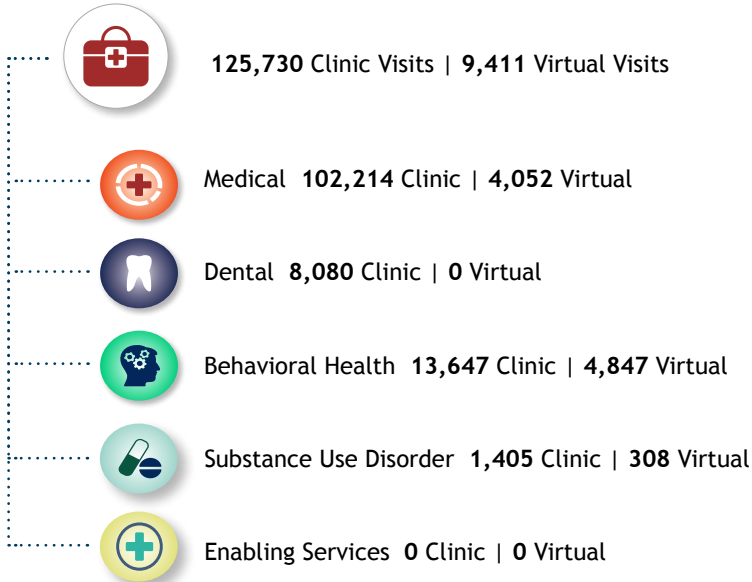 125,730 Clinic Visits | 9,411 Virtual Visits
Medical 102,214 Clinic | 4,052 Virtual
Dental 8,080 Clinic | 0 Virtual
Behavioral Health 13,647 Clinic | 4,847 Virtual
Substance Use Disorder 1,405 Clinic | 308 Virtual
Enabling Services 0 Clinic | 0 Virtual